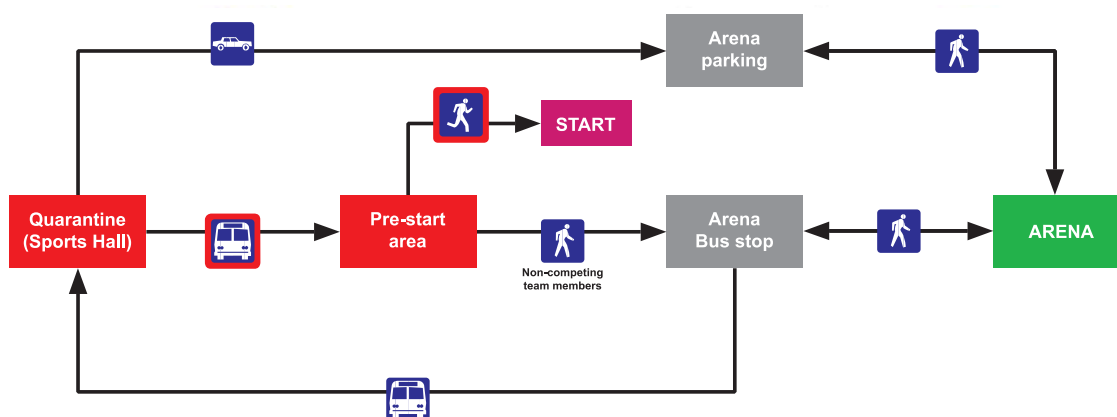 Arena
parking
START
Quarantine
(Sports Hall)
Pre-start
area
Non-competing
team members
Arena
Bus stop
ARENA